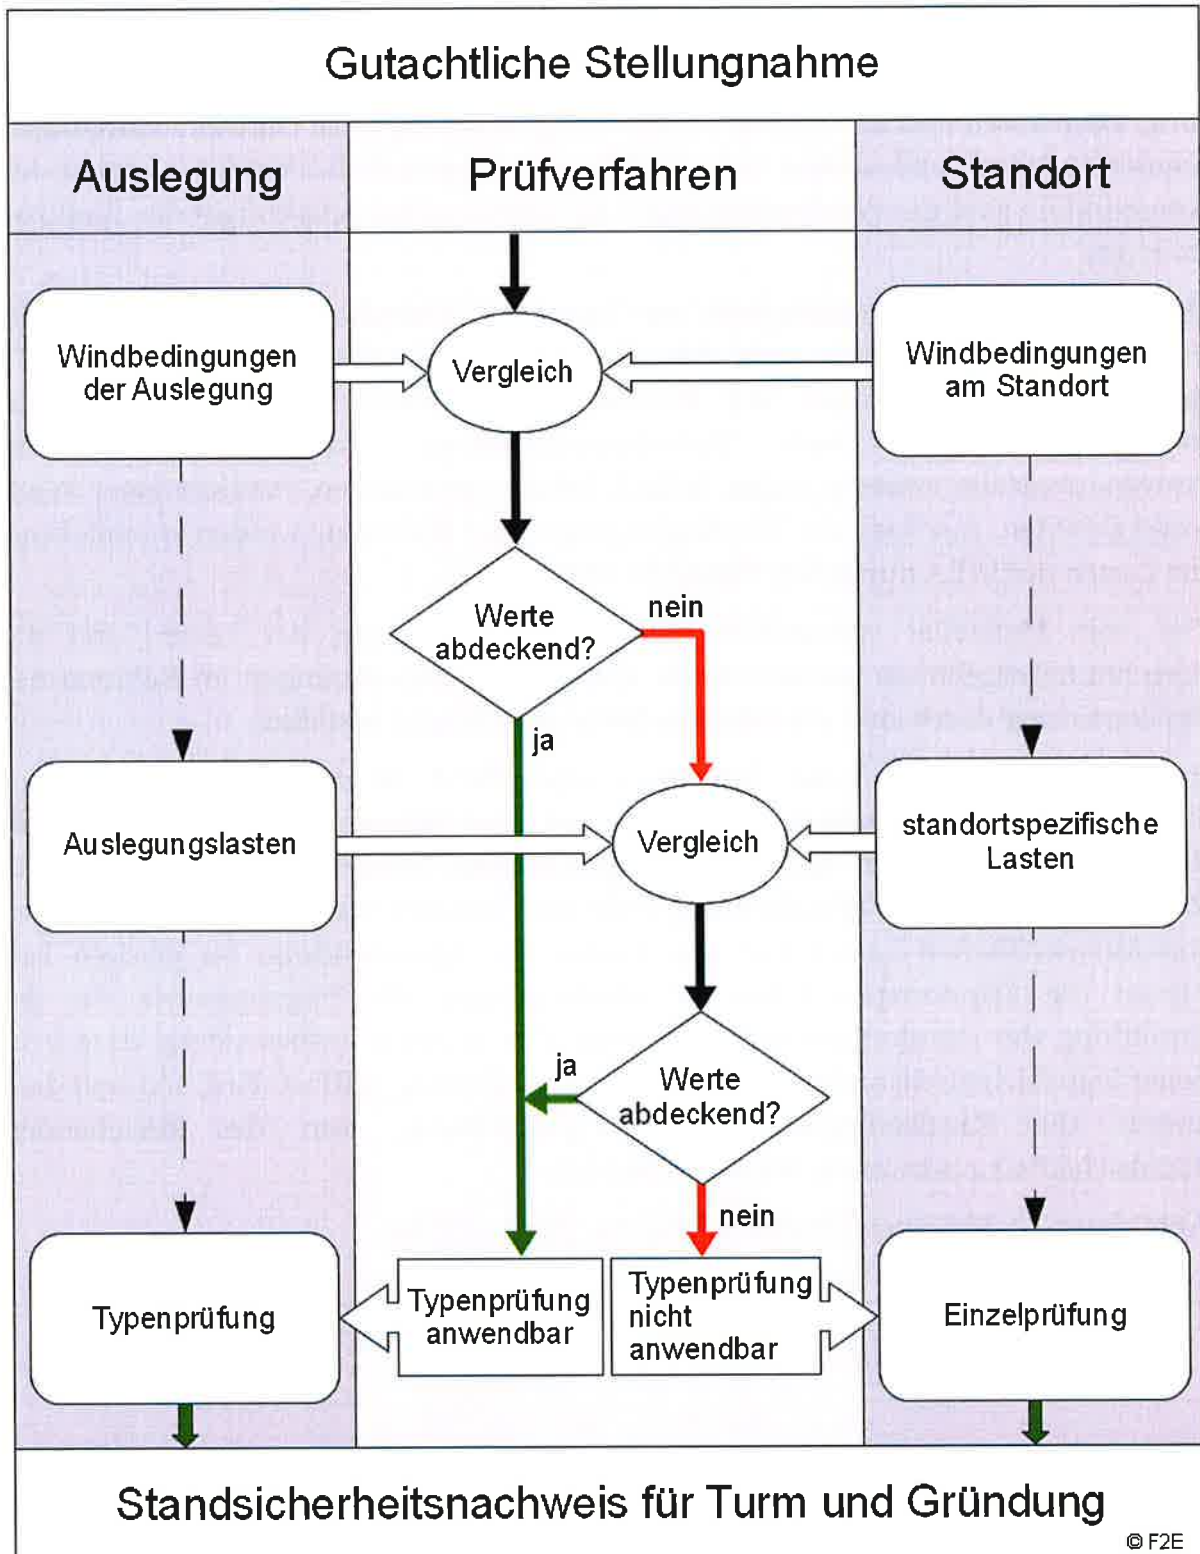 Gutachtliche Stellungnahme
Auslegung
Prüfverfahren
Standort
Windbedingungen
der Auslegung
Vergleich
Windbedingungen
am Standort
Werte
abdeckend?
nein
ja
Auslegungslasten
Vergleich
standortspezifische
Lasten
ja
Werte
abdeckend?
nein
Typenprüfung
Typenprüfung
anwendbar
Typenprüfung
nicht
anwendbar
Einzelprüfung
Standsicherheitsnachweis für Turm und Gründung
© F2E